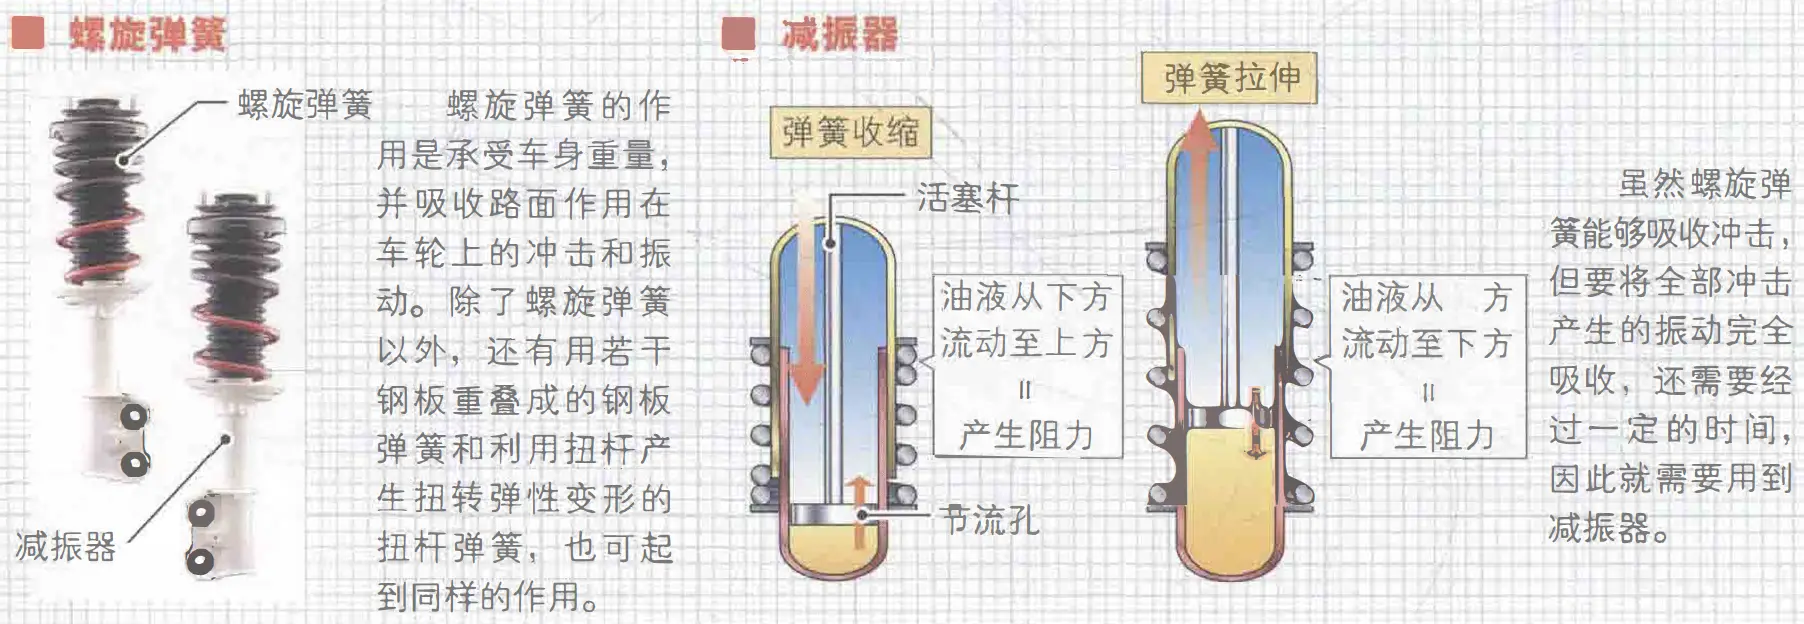 螺旋弹簧
螺旋弹簧
减振器
螺旋弹簧的作
用是承受车身重量，
并吸收路面作用在
车轮上的冲击和振
动。除了螺旋弹簧
以外，还有用若干
钢板重叠成的钢板
弹簧和利用扭杆产
生扭转弹性变形的
扭杆弹簧，也可起
到同样的作用。
减振器
弹簧收缩
活塞杆
油液从下方
流动至上方
=
产生阻力
节流孔
弹簧拉伸
油液从 方
流动至下方
=
产生阻力
虽然螺旋弹
簧能够吸收冲击，
但要将全部冲击
产生的振动完全
吸收，还需要经
过一定的时间，
因此就需要用到
减振器。